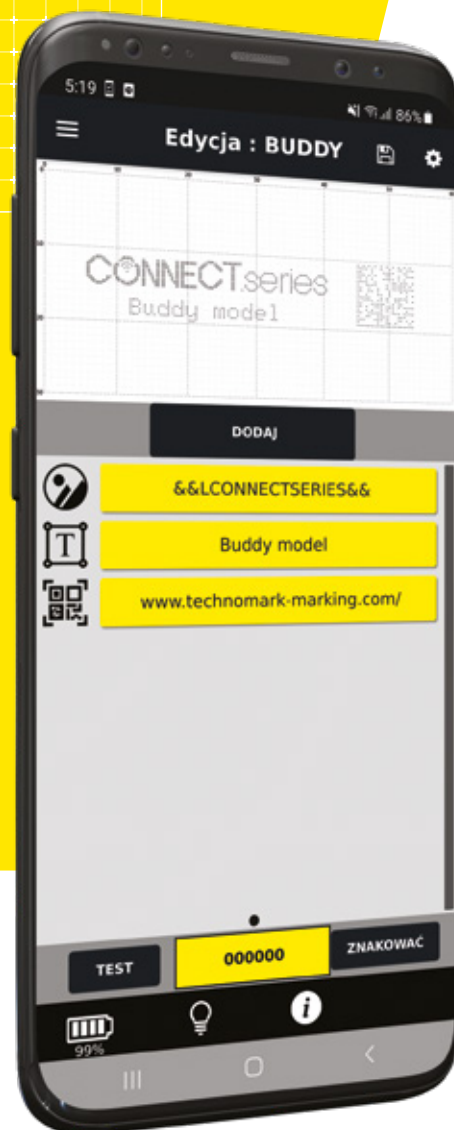 5:19
86%
Edycja : BUDDY
CONNECT.series
Buddy model
DODAJ
&&LCONNECTSERIES&&
T
Buddy model
www.technomark-marking.com/
TEST
000000
ZNAKOWAĆ
i
99%